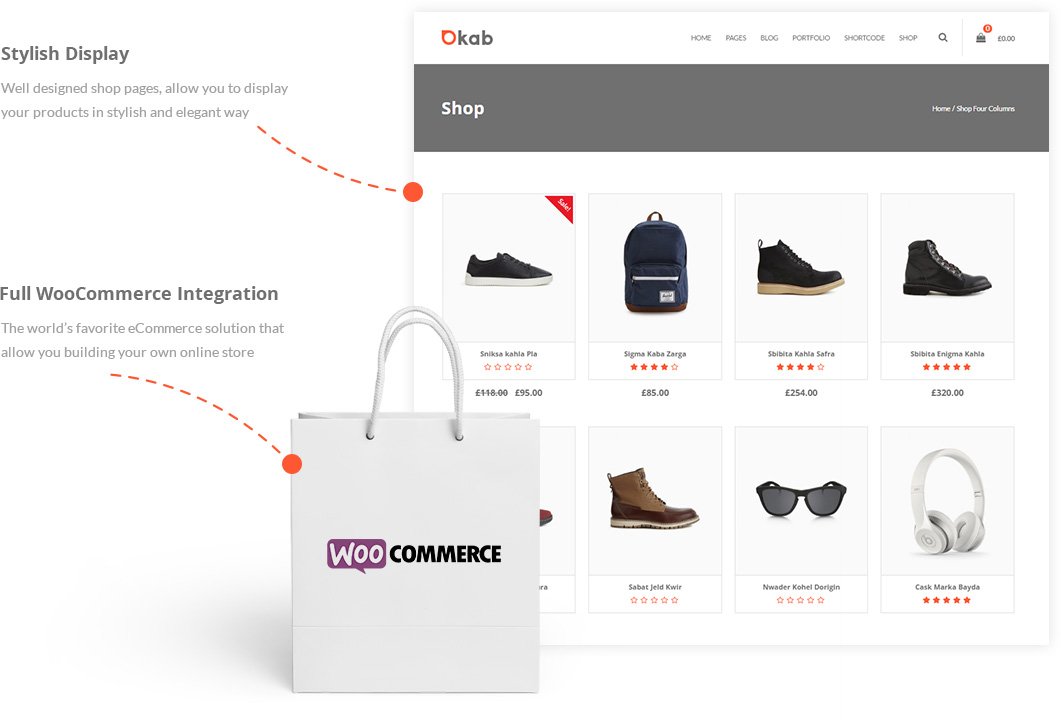 Stylish Display
Well designed shop pages, allow you to display
your products in stylish and elegant way
Full WooCommerce Integration
The world's favorite eCommerce solution that
allow you building your own online store
WOO COMMERCE
Okab
HOME PAGES BLOG PORTFOLIO SHORTCODE SHOP 0 £0.00
Shop
Home / Shop Four Columns
Sale!
Sniksa kahla Pla
£118.00 £95.00
Sigma Kaba Zarga
£85.00
Sbibita Kahla Safra
£254.00
Sbibita Enigma Kahla
£320.00
Sabat Jeld Kwir
Nwader Kohel Dorigin
Cask Marka Bayda